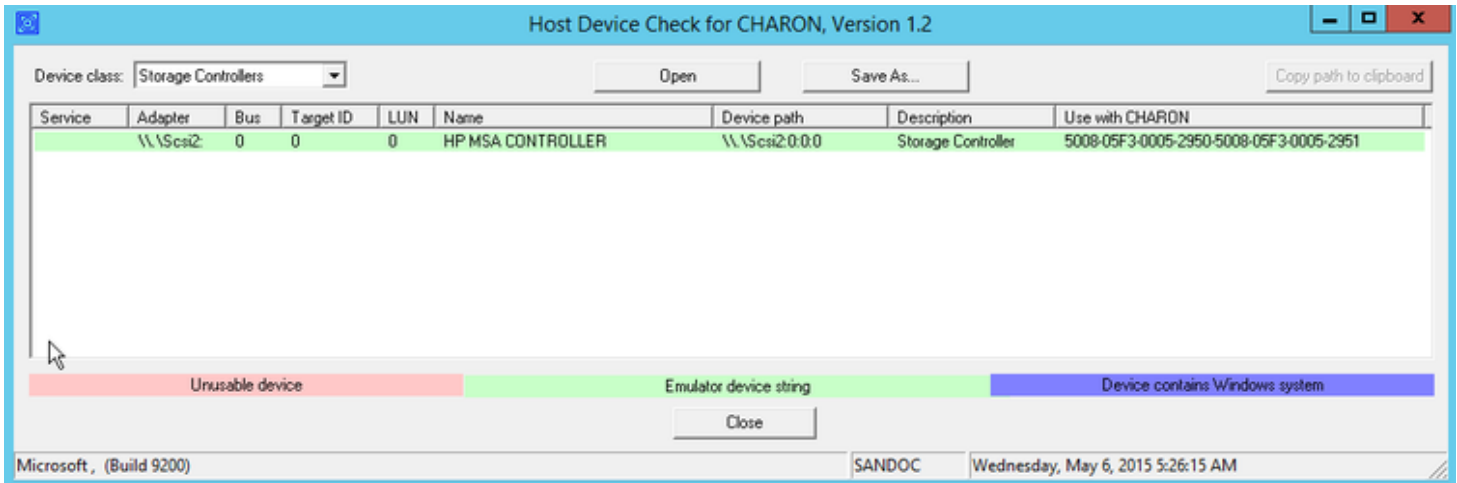 Host Device Check for CHARON, Version 1.2
Device class: Storage Controllers Open Save As... Copy path to clipboard
Service Adapter Bus Target ID LUN Name Device path Description Use with CHARON
\\.\Scsi2: 0 0 0 HP MSA CONTROLLER \\.\Scsi2:0:0:0 Storage Controller 5008-05F3-0005-2950-5008-05F3-0005-2951
Unusable device Emulator device string Device contains Windows system
Close
Microsoft , (Build 9200) SANDOC Wednesday, May 6, 2015 5:26:15 AM